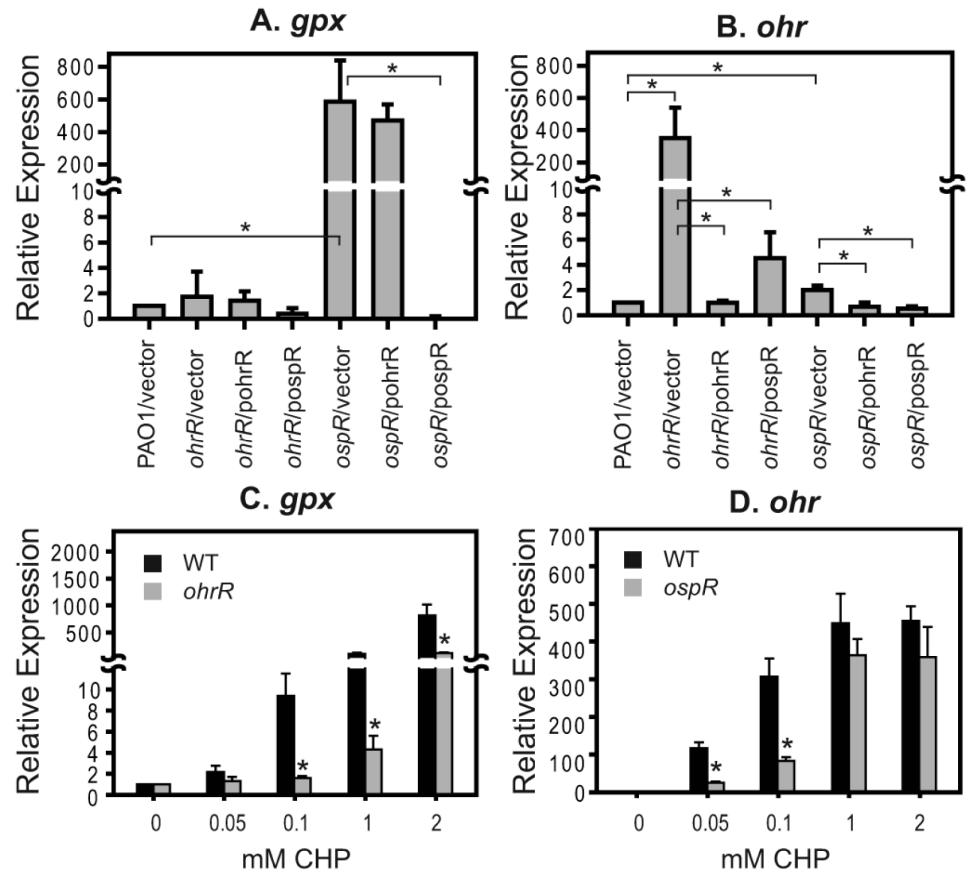 A. gpx
Relative Expression
800
600
400
200
10
8
6
4
2
0
*
*
PAO1/vector
ohrR/vector
ohrR/pohrR
ohrR/pospR
ospR/vector
ospR/pohrR
ospR/pospR
B. ohr
Relative Expression
800
600
400
200
10
8
6
4
2
0
*
*
*
*
*
*
PAO1/vector
ohrR/vector
ohrR/pohrR
ohrR/pospR
ospR/vector
ospR/pohrR
ospR/pospR
C. gpx
Relative Expression
2000
1500
1000
500
10
8
6
4
2
0
WT
ohrR
*
*
*
0 0.05 0.1 1 2
mM CHP
D. ohr
Relative Expression
700
600
500
400
300
200
100
0
WT
ospR
*
*
0 0.05 0.1 1 2
mM CHP